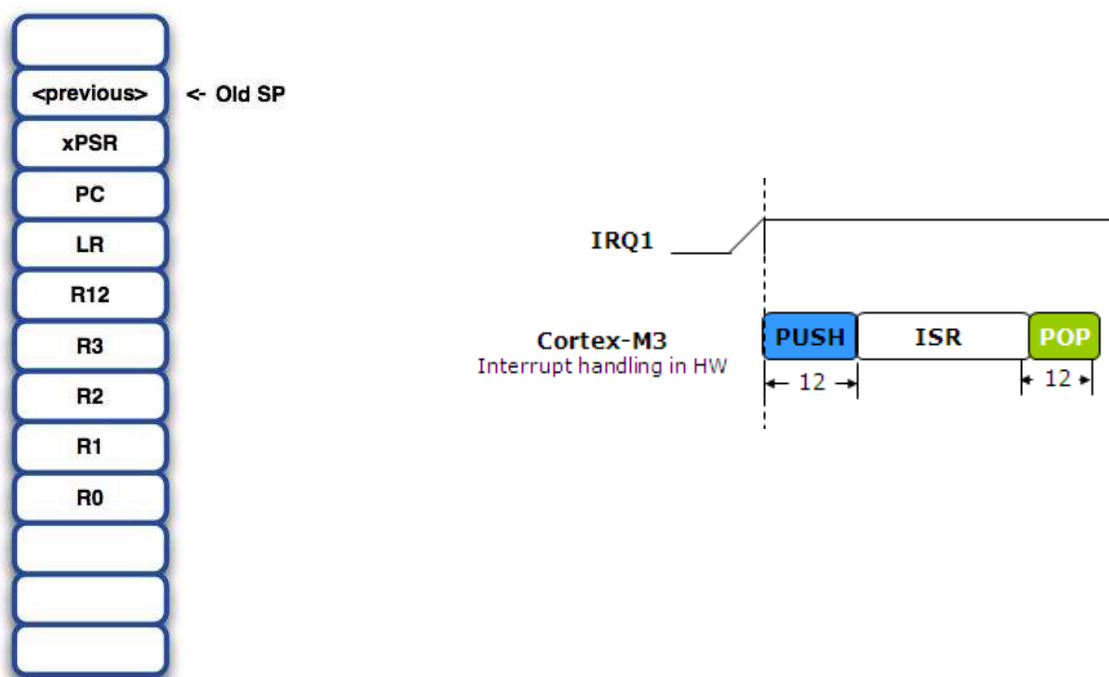 <previous>
<- Old SP
xPSR
PC
LR
R12
R3
R2
R1
R0
IRQ1
Cortex-M3
Interrupt handling in HW
PUSH
ISR
POP
12
12